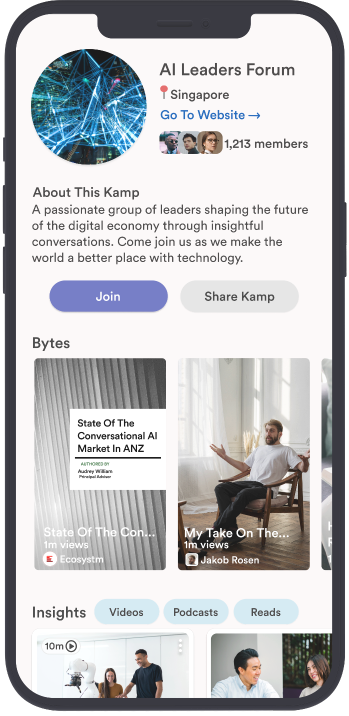 AI Leaders Forum
Singapore
Go To Website →
1,213 members
About This Kamp
A passionate group of leaders shaping the future
of the digital economy through insightful
conversations. Come join us as we make the
world a better place with technology.
Join
Share Kamp
Bytes
State Of The
Conversational AI
Market In ANZ
AUTHORED BY
Audrey William
Principal Advisor
State Of The Con...
1m views
Ecosystm
My Take On The...
1m views
Jakob Rosen
Insights
Videos
Podcasts
Reads
10m